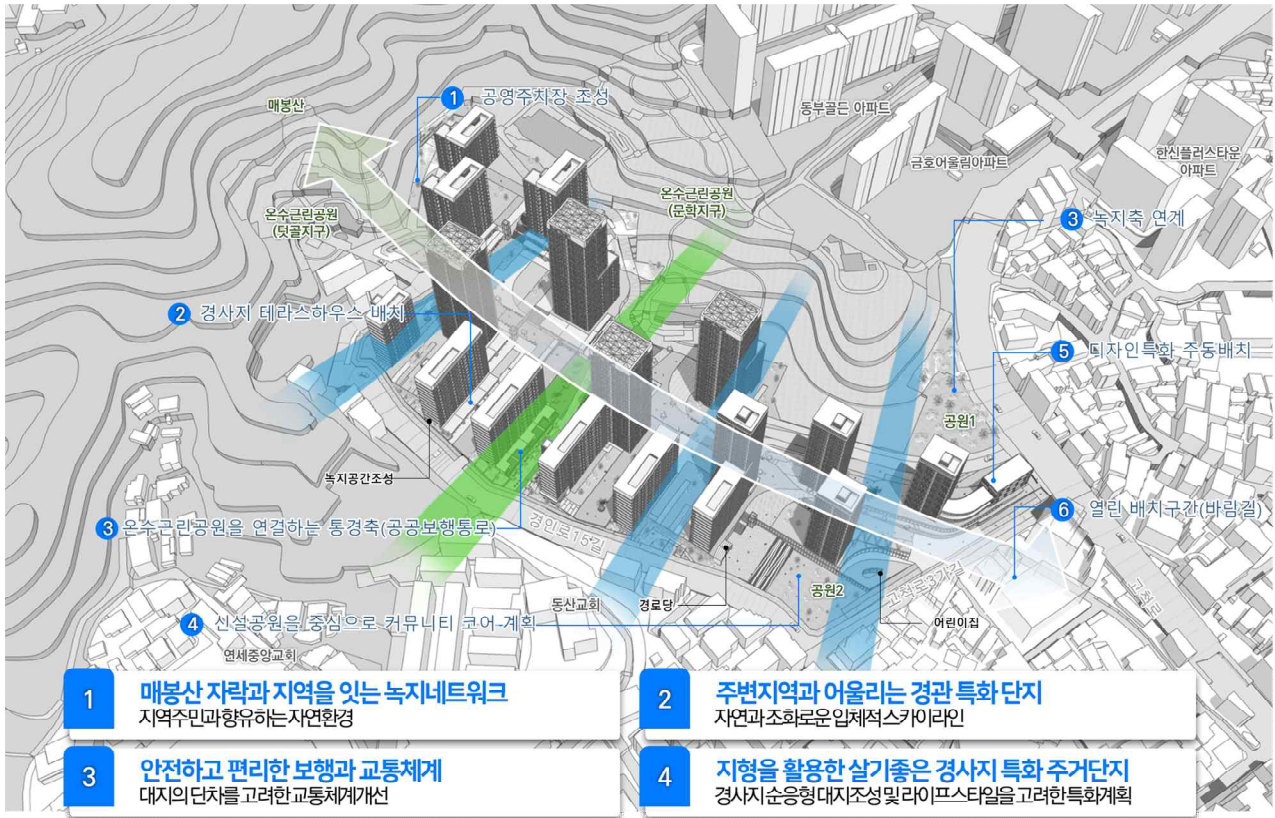 매봉산
1 공영주치장 조성
동부골든 아파트
금호어울림아파트
한신플러스타운
아파트
온수근린공원
(텃골지구)
온수근린공원
(문학지구)
3 녹지축 연계
2 경사지 테라스하우스 배치
5 디자인특화 주동배치
공원1
녹지공간조성
3 온수근린공원을 연결하는 통경축(공공보행통로)
경인로15길
6 열린 배치구간(바람길)
고척로3가길
고척로
동산교회
경로당
공원2
어린이집
4 신설공원을 중심으로 커뮤니티 코어-계획
연세중앙교회
1 매봉산 자락과 지역을 잇는 녹지네트워크
지역주민과 향유하는 자연환경
2 주변지역과 어울리는 경관 특화 단지
자연과 조화로운 입체적 스카이라인
3 안전하고 편리한 보행과 교통체계
대지의 단차를 고려한 교통체계개선
4 지형을 활용한 살기좋은 경사지 특화 주거단지
경사지 순응형 대지조성 및 라이프스타일을 고려한 특화계획